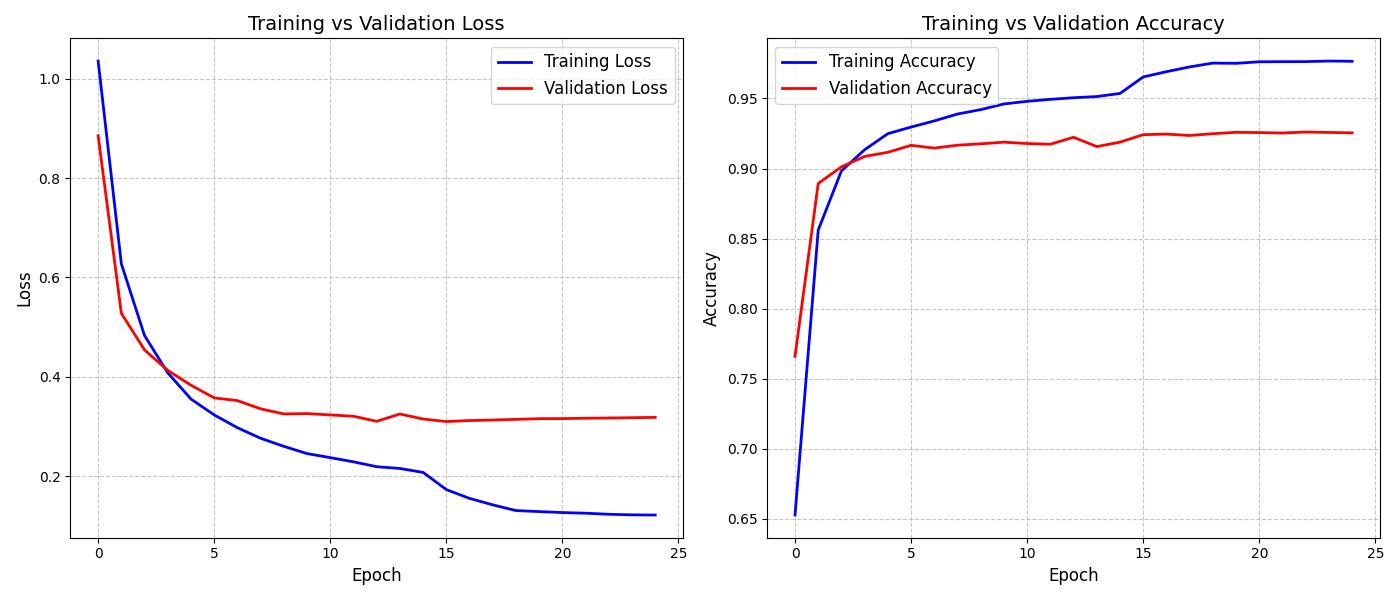 Training vs Validation Loss
Training Loss
Validation Loss
1.0
0.8
0.6
0.4
0.2
Loss
0 5 10 15 20 25
Epoch
Training vs Validation Accuracy
Training Accuracy
Validation Accuracy
0.95
0.90
0.85
0.80
0.75
0.70
0.65
Accuracy
0 5 10 15 20 25
Epoch